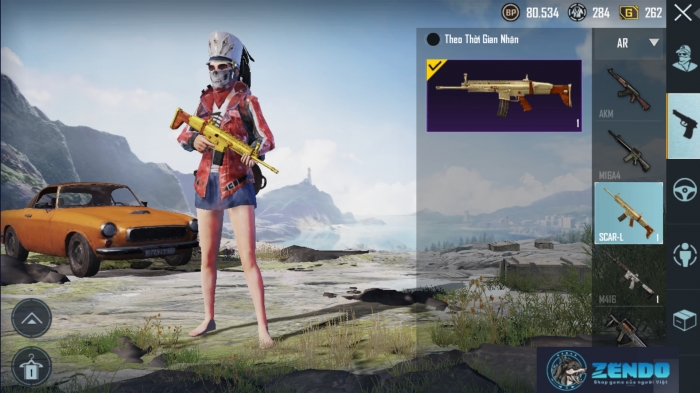 BP 80.534 284 G 262
Theo Thời Gian Nhận
AR
1
AKM
M16A4
SCAR-L 1
M416 1
ZENDO
Shop game của người Việt